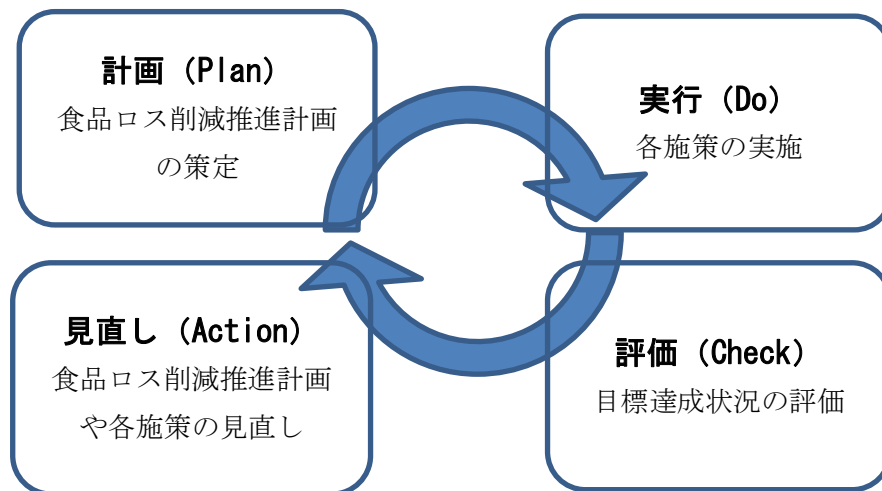 計画（Plan）
食品ロス削減推進計画
の策定
実行（Do）
各施策の実施
見直し（Action）
食品ロス削減推進計画
や各施策の見直し
評価（Check）
目標達成状況の評価